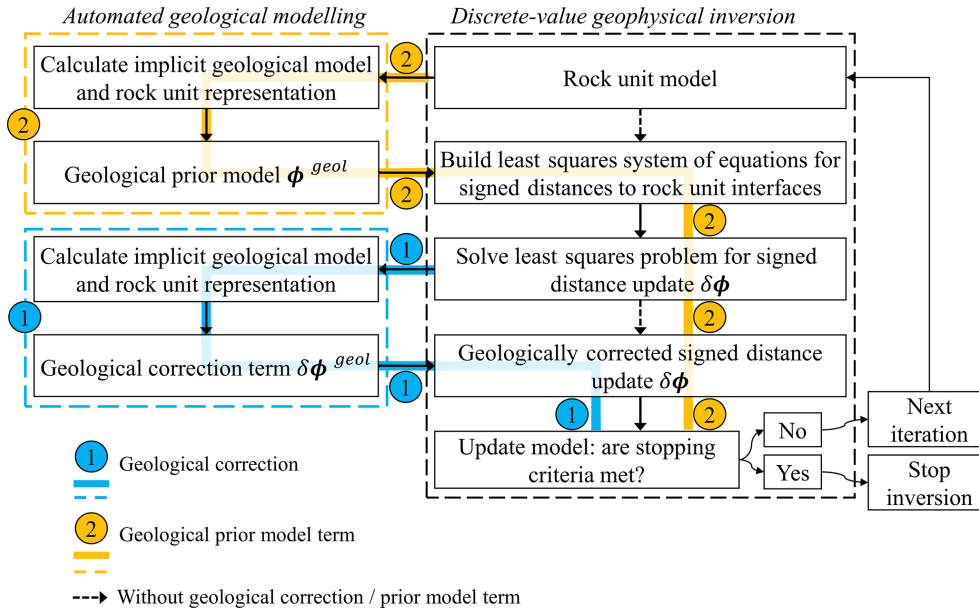 Automated geological modelling
Discrete-value geophysical inversion
Calculate implicit geological model
and rock unit representation
2
Rock unit model
2
Geological prior model ϕ geol
2
Build least squares system of equations for
signed distances to rock unit interfaces
2
Calculate implicit geological model
and rock unit representation
1
Solve least squares problem for signed
distance update δϕ
1
2
Geological correction term δϕ geol
1
Geologically corrected signed distance
update δϕ
1
2
Update model: are stopping
criteria met?
No
Next
iteration
Yes
Stop
inversion
1
Geological correction
2
Geological prior model term
Without geological correction / prior model term